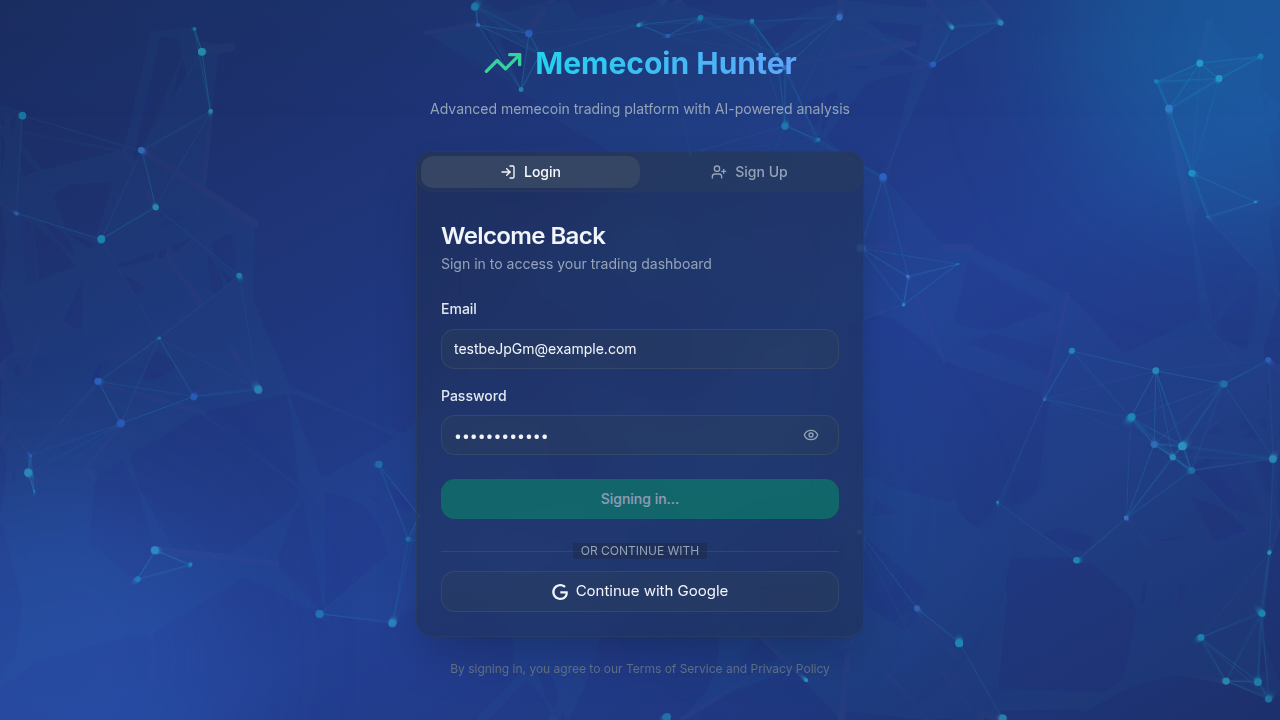 Memecoin Hunter
Advanced memecoin trading platform with AI-powered analysis
Login
Sign Up
Welcome Back
Sign in to access your trading dashboard
Email
testbeJpGm@example.com
Password
••••••••••••
Signing in...
OR CONTINUE WITH
Continue with Google
By signing in, you agree to our Terms of Service and Privacy Policy